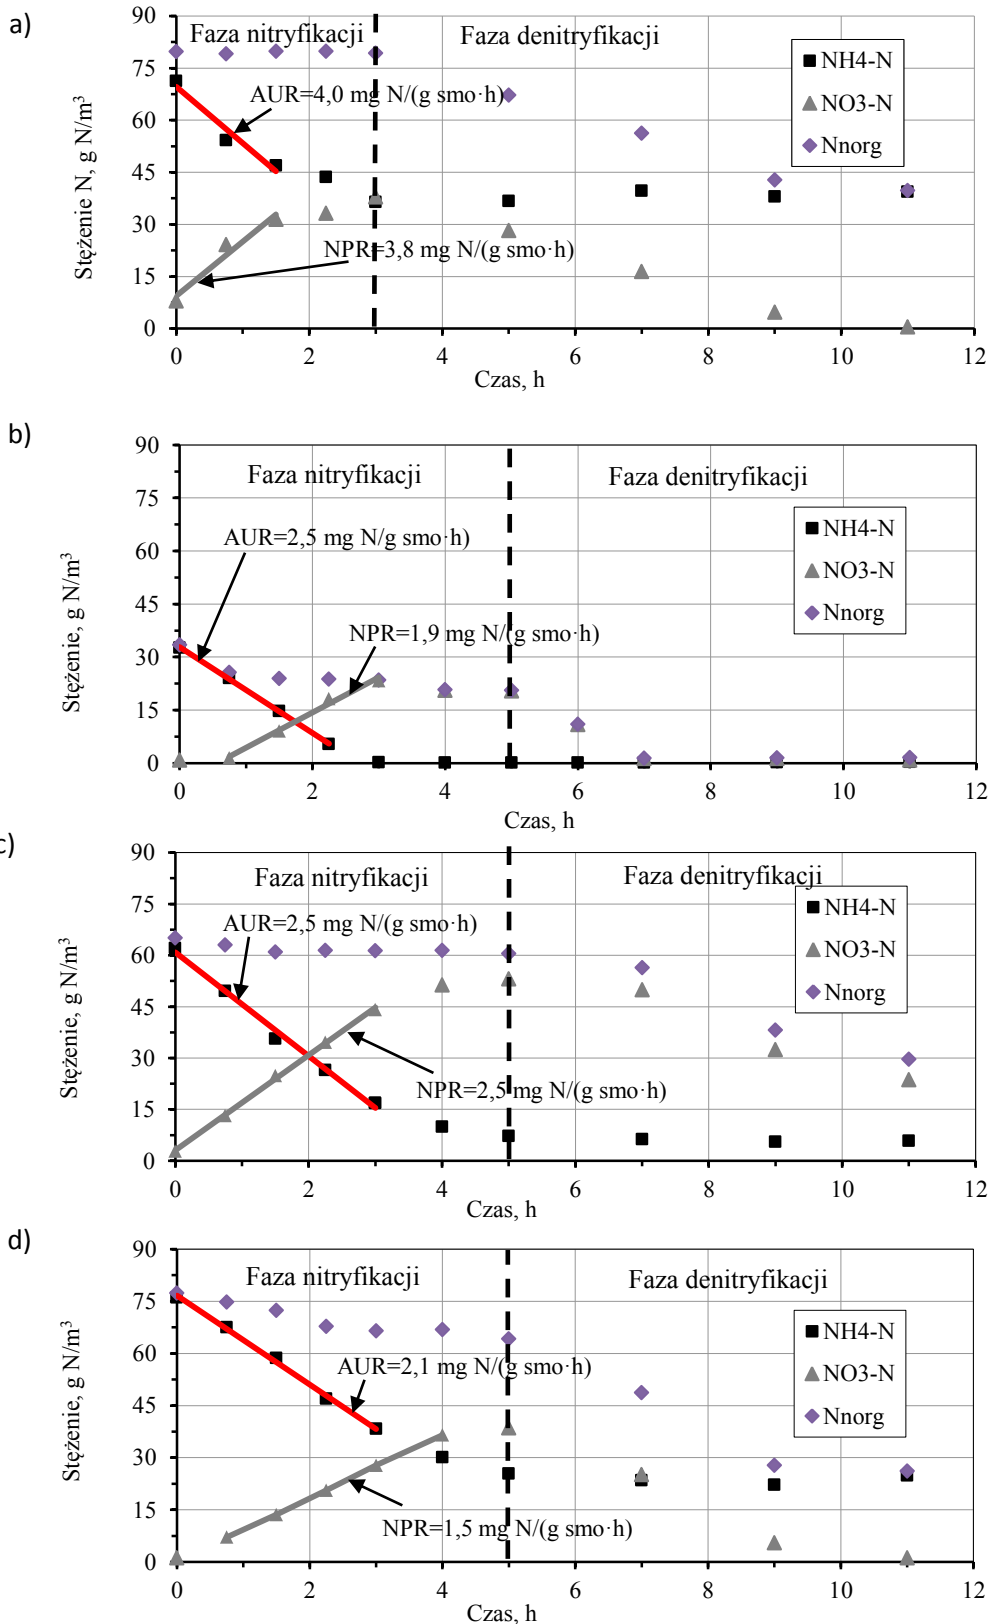 a)
Faza nitryfikacji
Faza denitryfikacji
AUR=4,0 mg N/(g smo·h)
NPR=3,8 mg N/(g smo·h)
NH4-N
NO3-N
Nnorg
Stężenie N, g N/m³
90
75
60
45
30
15
0
0 2 4 6 8 10 12
Czas, h
b)
Faza nitryfikacji
Faza denitryfikacji
AUR=2,5 mg N/g smo·h)
NPR=1,9 mg N/(g smo·h)
NH4-N
NO3-N
Nnorg
Stężenie, g N/m³
90
75
60
45
30
15
0
0 2 4 6 8 10 12
Czas, h
c)
Faza nitryfikacji
Faza denitryfikacji
AUR=2,5 mg N/(g smo·h)
NPR=2,5 mg N/(g smo·h)
NH4-N
NO3-N
Nnorg
Stężenie, g N/m³
90
75
60
45
30
15
0
0 2 4 6 8 10 12
Czas, h
d)
Faza nitryfikacji
Faza denitryfikacji
AUR=2,1 mg N/(g smo·h)
NPR=1,5 mg N/(g smo·h)
NH4-N
NO3-N
Nnorg
Stężenie, g N/m³
90
75
60
45
30
15
0
0 2 4 6 8 10 12
Czas, h